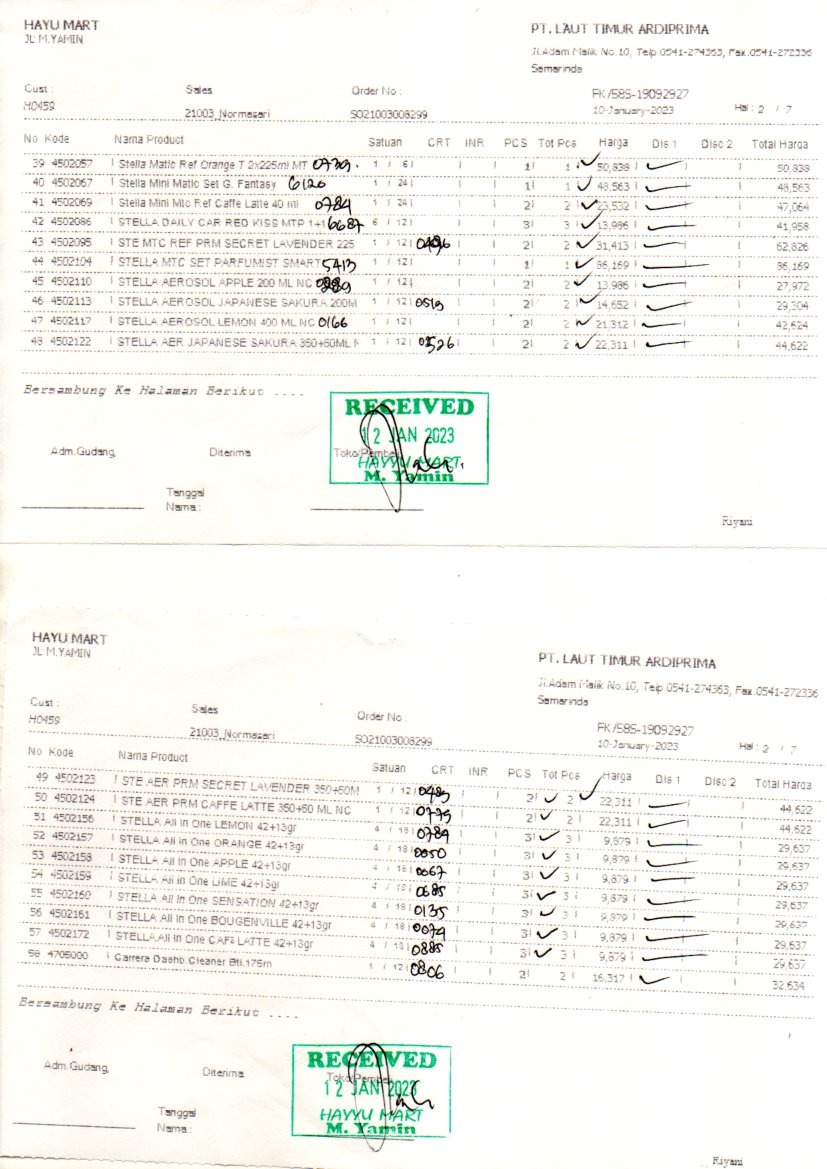 HAYU MART
JL M.YAMIN
PT. LAUT TIMUR ARDIPRIMA
Jl.Adam Malik No.10, Telp.0541-274363, Fax.0541-272336
Samarinda
Cust : Sales Order No : FK/585-19092927
H0459 21003_Normasari SO21003008299 10-January-2023 Hal : 2 / 7
No Kode Nama Product Satuan CRT INR PCS Tot Pcs Harga Dis 1 Disc 2 Total Harga
39 4502057 Stella Matic Ref Orange T 2x225ml MT 0739. 1 / 6 1 1 50,838 50,838
40 4502067 Stella Mini Matic Set G. Fantasy 6120 1 / 24 1 1 48,563 48,563
41 4502069 Stella Mini Mtc Ref Caffe Latte 40 ml 0784 1 / 24 2 2 23,532 47,064
42 4502086 STELLA DAILY CAR RED KISS MTP 1+1 6687 6 / 12 3 3 13,986 41,958
43 4502095 STE MTC REF PRM SECRET LAVENDER 225 1 / 12 2 2 31,413 62,826
44 4502104 STELLA MTC SET PARFUMIST SMART 5413 1 / 12 1 1 86,169 86,169
45 4502110 STELLA AEROSOL APPLE 200 ML NC 1 / 12 2 2 13,986 27,972
46 4502113 STELLA AEROSOL JAPANESE SAKURA 200M 1 / 12 0519 2 2 14,652 29,304
47 4502117 STELLA AEROSOL LEMON 400 ML NC 0166 1 / 12 2 2 21,312 42,624
48 4502122 STELLA AER JAPANESE SAKURA 350+50ML 1 / 12 0526 2 2 22,311 44,622
Bersambung Ke Halaman Berikut ....
RECEIVED
12 JAN 2023
Adm.Gudang, Diterima Toko/Pembeli
HAYYU MART
M. Yamin
Tanggal
Nama :
Riyani
HAYU MART
JL M.YAMIN
PT. LAUT TIMUR ARDIPRIMA
Jl.Adam Malik No.10, Telp.0541-274363, Fax.0541-272336
Samarinda
Cust : Sales Order No : FK/585-19092927
H0459 21003_Normasari SO21003008299 10-January-2023 Hal : 2 / 7
No Kode Nama Product Satuan CRT INR PCS Tot Pcs Harga Dis 1 Disc 2 Total Harga
49 4502123 STE AER PRM SECRET LAVENDER 350+50M 1 / 12 2 2 22,311 44,622
50 4502124 STE AER PRM CAFFE LATTE 350+50 ML NC 1 / 12 0779 2 2 22,311 44,622
51 4502156 STELLA All in One LEMON 42+13gr 4 / 18 0789 3 3 9,879 29,637
52 4502157 STELLA All in One ORANGE 42+13gr 4 / 18 0050 3 3 9,879 29,637
53 4502158 STELLA All in One APPLE 42+13gr 4 / 18 0067 3 3 9,879 29,637
54 4502159 STELLA All in One LIME 42+13gr 4 / 18 0685 3 3 9,879 29,637
55 4502160 STELLA All in One SENSATION 42+13gr 4 / 18 0135 3 3 9,879 29,637
56 4502161 STELLA All in One BOUGENVILLE 42+13gr 4 / 18 0079 3 3 9,879 29,637
57 4502172 STELLA All in One CAFE LATTE 42+13gr 4 / 18 0885 3 3 9,879 29,637
58 4705000 Carrera Dashb.Cleaner Btl.175m 1 / 12 0806 2 2 16,317 32,634
Bersambung Ke Halaman Berikut ....
RECEIVED
Adm.Gudang, Diterima Toko/Pembeli
12 JAN 2023
HAYYU MART
M. Yamin
Tanggal
Nama :
Riyani